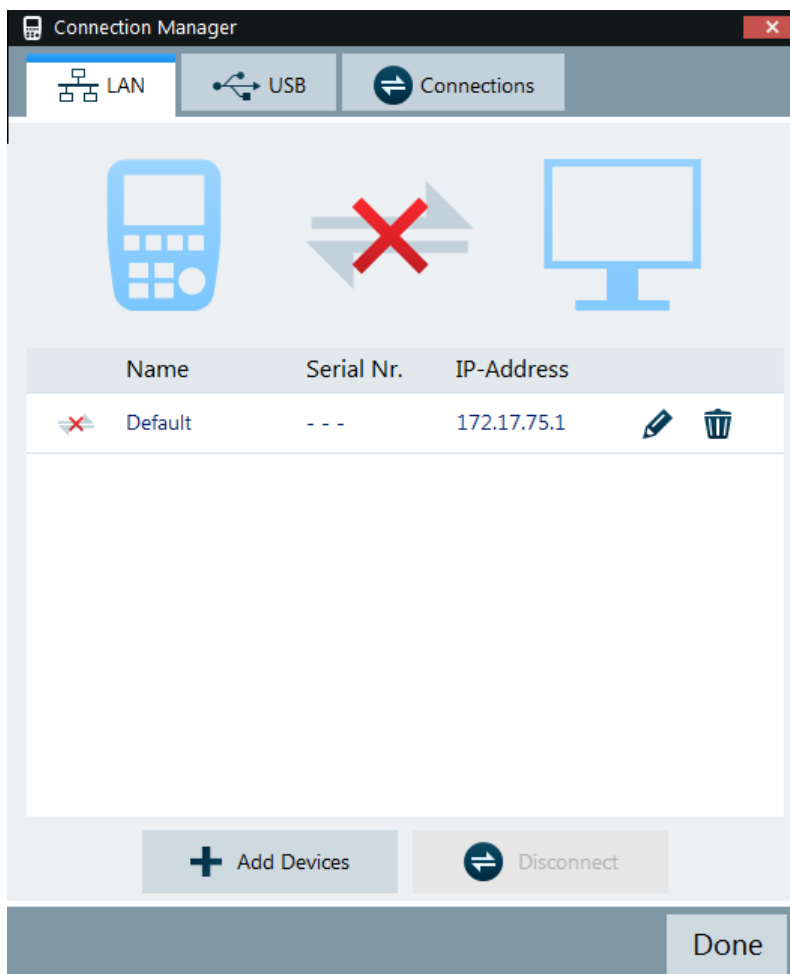 Connection Manager
LAN USB Connections
Name Serial Nr. IP-Address
Default - - - 172.17.75.1
Add Devices Disconnect
Done